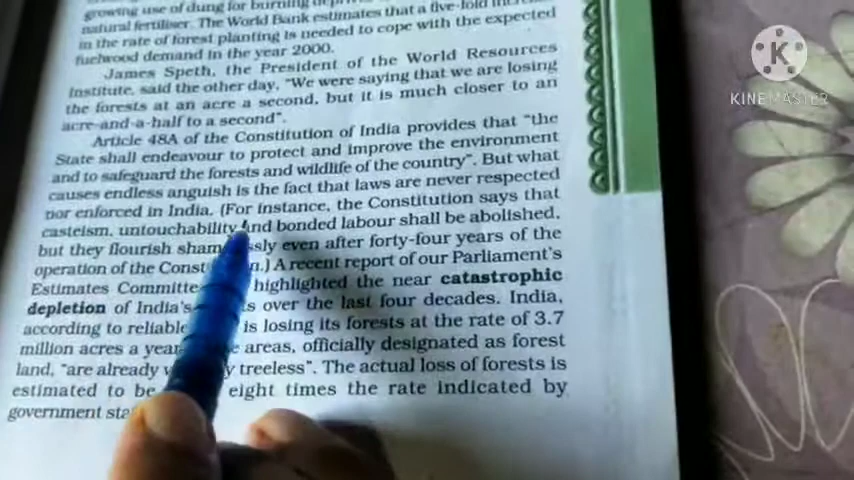 growing use of dung for burning
natural fertiliser. The World Bank estimates that a five-fold increase
in the rate of forest planting is needed to cope with the expected
fuelwood demand in the year 2000.
James Speth, the President of the World Resources
Institute, said the other day, "We were saying that we are losing
the forests at an acre a second, but it is much closer to an
acre-and-a-half to a second".
Article 48A of the Constitution of India provides that "the
State shall endeavour to protect and improve the environment
and to safeguard the forests and wildlife of the country". But what
causes endless anguish is the fact that laws are never respected
nor enforced in India. (For instance, the Constitution says that
casteism, untouchability and bonded labour shall be abolished,
but they flourish shamelessly even after forty-four years of the
operation of the Const n.) A recent report of our Parliament's
Estimates Committe highlighted the near catastrophic
depletion of India's s over the last four decades. India,
according to reliable is losing its forests at the rate of 3.7
million acres a year e areas, officially designated as forest
land, "are already v y treeless". The actual loss of forests is
estimated to be eight times the rate indicated by
government sta
KINEMASTER